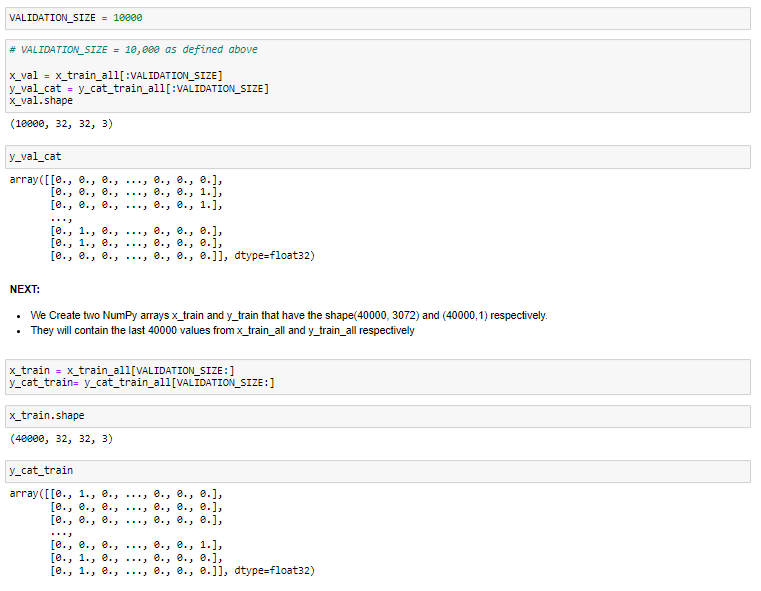 VALIDATION_SIZE = 10000
# VALIDATION_SIZE = 10,000 as defined above
x_val = x_train_all[:VALIDATION_SIZE]
y_val_cat = y_cat_train_all[:VALIDATION_SIZE]
x_val.shape
(10000, 32, 32, 3)
y_val_cat
array([[0., 0., 0., ..., 0., 0., 0.],
[0., 0., 0., ..., 0., 0., 1.],
[0., 0., 0., ..., 0., 0., 1.],
...,
[0., 1., 0., ..., 0., 0., 0.],
[0., 1., 0., ..., 0., 0., 0.],
[0., 0., 0., ..., 0., 0., 0.]], dtype=float32)
NEXT:
• We Create two NumPy arrays x_train and y_train that have the shape(40000, 3072) and (40000,1) respectively.
• They will contain the last 40000 values from x_train_all and y_train_all respectively
x_train = x_train_all[VALIDATION_SIZE:]
y_cat_train= y_cat_train_all[VALIDATION_SIZE:]
x_train.shape
(40000, 32, 32, 3)
y_cat_train
array([[0., 1., 0., ..., 0., 0., 0.],
[0., 0., 0., ..., 0., 0., 0.],
[0., 0., 0., ..., 0., 0., 0.],
...,
[0., 0., 0., ..., 0., 0., 1.],
[0., 1., 0., ..., 0., 0., 0.],
[0., 1., 0., ..., 0., 0., 0.]], dtype=float32)